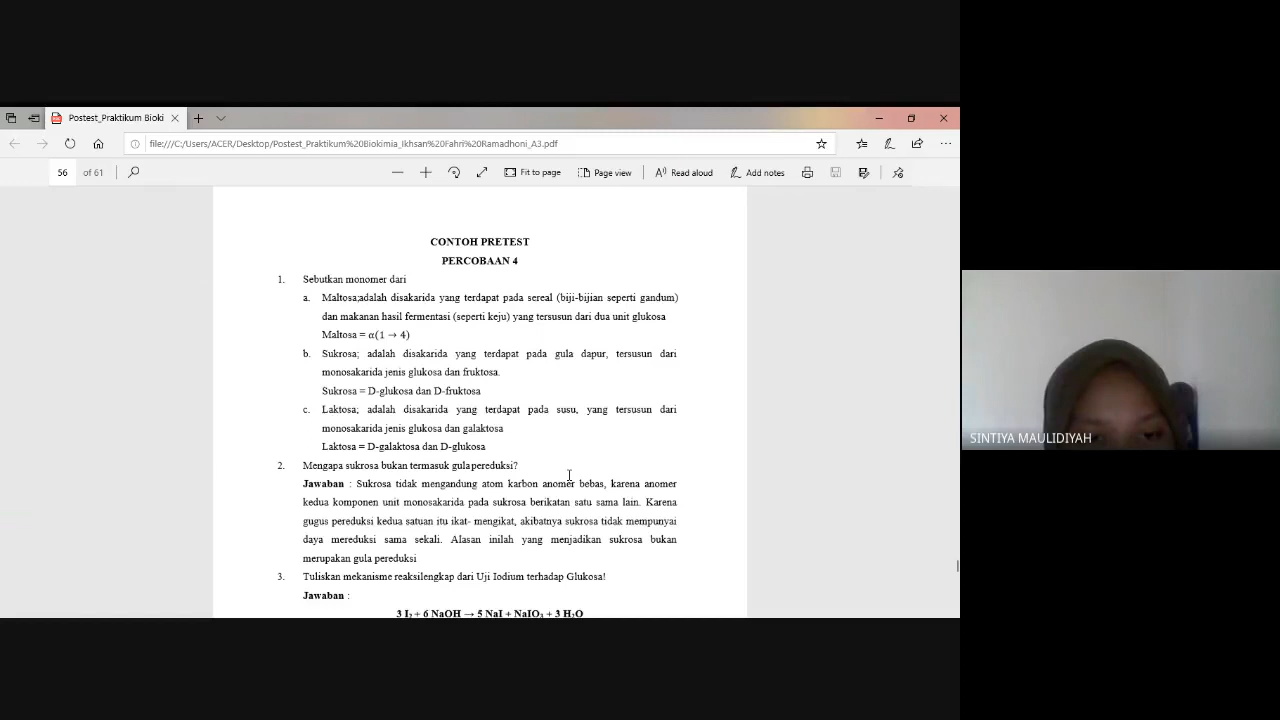 Postest_Praktikum Bioki
file:///C:/Users/ACER/Desktop/Postest_Praktikum%20Biokimia_Ikhsan%20Fahri%20Ramadhoni_A3.pdf
56 of 61 Fit to page Page view Read aloud Add notes
CONTOH PRETEST
PERCOBAAN 4
1. Sebutkan monomer dari
a. Maltosa;adalah disakarida yang terdapat pada sereal (biji-bijian seperti gandum)
dan makanan hasil fermentasi (seperti keju) yang tersusun dari dua unit glukosa
Maltosa = α(1 → 4)
b. Sukrosa; adalah disakarida yang terdapat pada gula dapur, tersusun dari
monosakarida jenis glukosa dan fruktosa.
Sukrosa = D-glukosa dan D-fruktosa
c. Laktosa; adalah disakarida yang terdapat pada susu, yang tersusun dari
monosakarida jenis glukosa dan galaktosa
Laktosa = D-galaktosa dan D-glukosa
2. Mengapa sukrosa bukan termasuk gula pereduksi?
Jawaban : Sukrosa tidak mengandung atom karbon anomer bebas, karena anomer
kedua komponen unit monosakarida pada sukrosa berikatan satu sama lain. Karena
gugus pereduksi kedua satuan itu ikat- mengikat, akibatnya sukrosa tidak mempunyai
daya mereduksi sama sekali. Alasan inilah yang menjadikan sukrosa bukan
merupakan gula pereduksi
3. Tuliskan mekanisme reaksilengkap dari Uji Iodium terhadap Glukosa!
Jawaban :
3 I₂ + 6 NaOH → 5 NaI + NaIO₃ + 3 H₂O
SINTIYA MAULIDIYAH